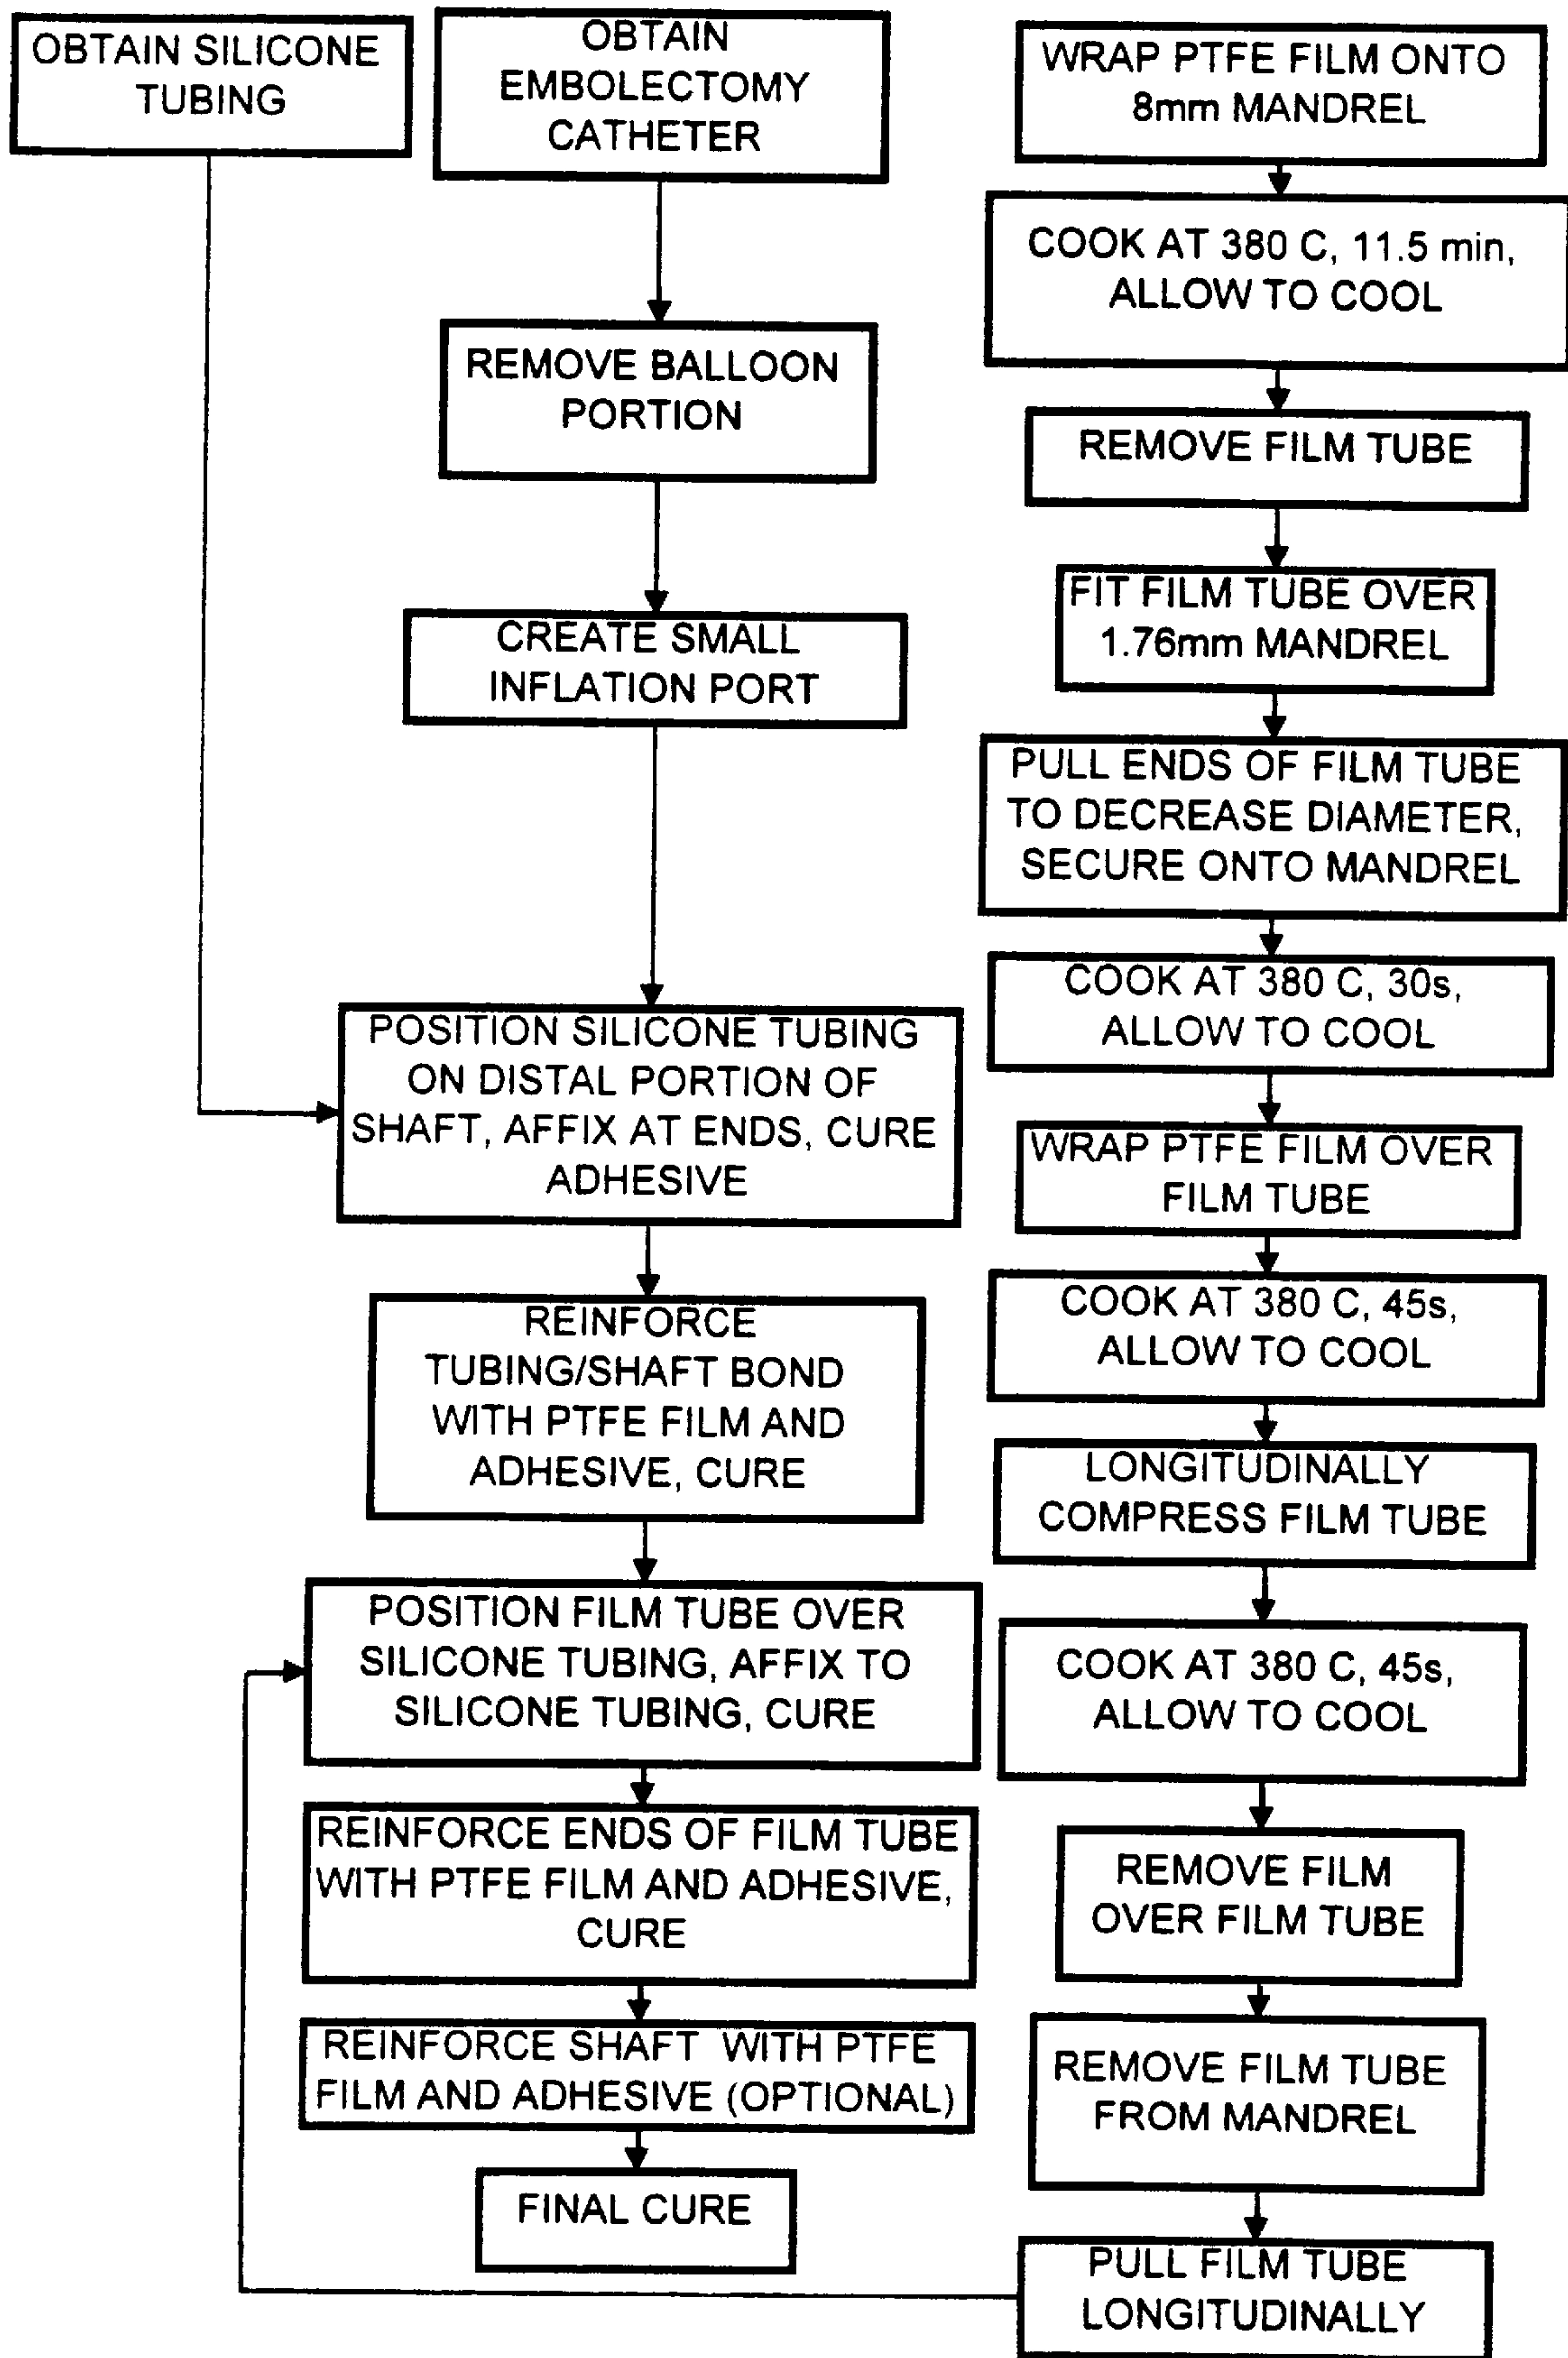 OBTAIN SILICONE
TUBING
OBTAIN
EMBOLECTOMY
CATHETER
REMOVE BALLOON
PORTION
CREATE SMALL
INFLATION PORT
POSITION SILICONE TUBING
ON DISTAL PORTION OF
SHAFT, AFFIX AT ENDS, CURE
ADHESIVE
REINFORCE
TUBING/SHAFT BOND
WITH PTFE FILM AND
ADHESIVE, CURE
POSITION FILM TUBE OVER
SILICONE TUBING, AFFIX TO
SILICONE TUBING, CURE
REINFORCE ENDS OF FILM TUBE
WITH PTFE FILM AND ADHESIVE,
CURE
REINFORCE SHAFT WITH PTFE
FILM AND ADHESIVE (OPTIONAL)
FINAL CURE
WRAP PTFE FILM ONTO
8mm MANDREL
COOK AT 380 C, 11.5 min,
ALLOW TO COOL
REMOVE FILM TUBE
FIT FILM TUBE OVER
1.76mm MANDREL
PULL ENDS OF FILM TUBE
TO DECREASE DIAMETER,
SECURE ONTO MANDREL
COOK AT 380 C, 30s,
ALLOW TO COOL
WRAP PTFE FILM OVER
FILM TUBE
COOK AT 380 C, 45s,
ALLOW TO COOL
LONGITUDINALLY
COMPRESS FILM TUBE
COOK AT 380 C, 45s,
ALLOW TO COOL
REMOVE FILM
OVER FILM TUBE
REMOVE FILM TUBE
FROM MANDREL
PULL FILM TUBE
LONGITUDINALLY